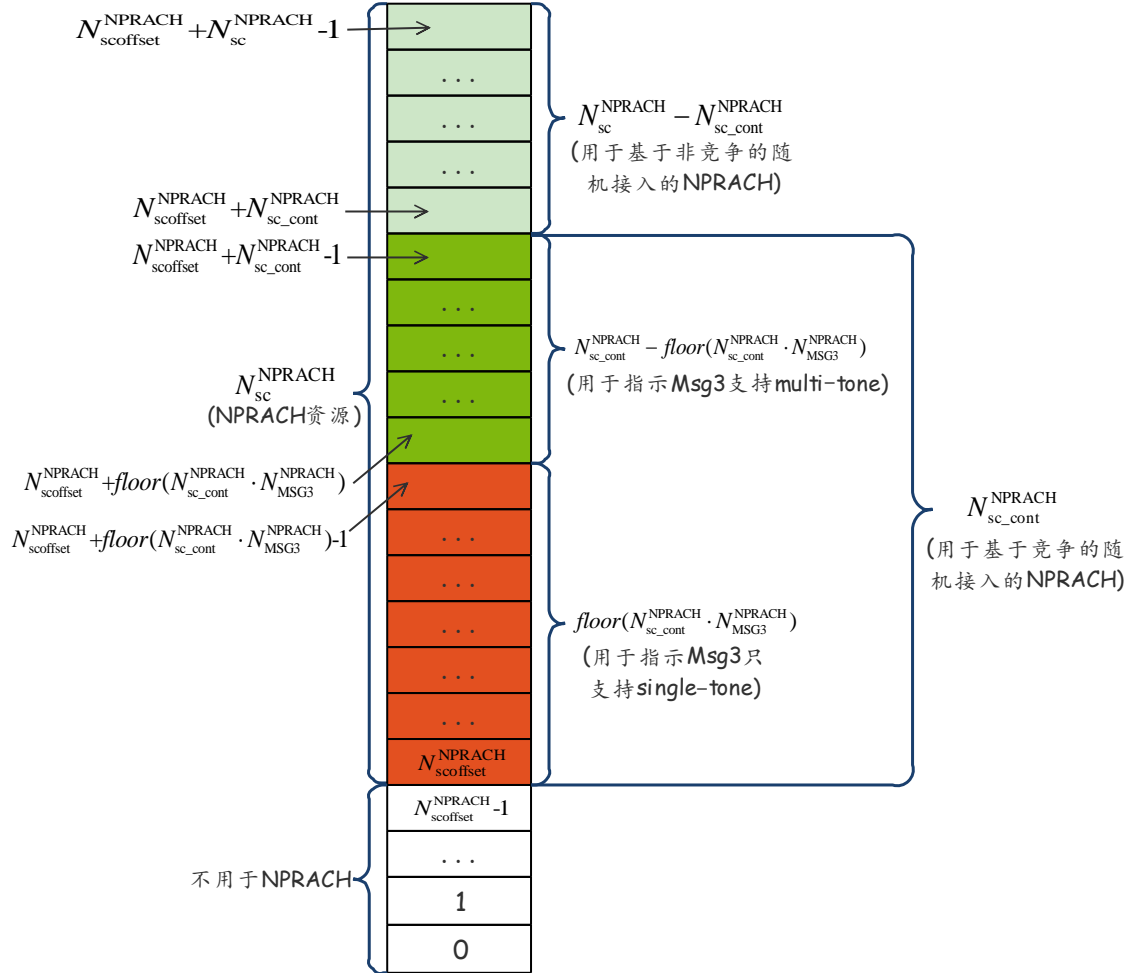 N_scoffset^NPRACH+N_sc^NPRACH-1
...
...
...
N_sc^NPRACH－N_sc_cont^NPRACH
(用于基于非竞争的随
机接入的NPRACH)
N_scoffset^NPRACH+N_sc_cont^NPRACH
N_scoffset^NPRACH+N_sc_cont^NPRACH-1
...
...
...
N_sc_cont^NPRACH－floor(N_sc_cont^NPRACH·N_MSG3^NPRACH)
(用于指示Msg3支持multi-tone)
N_sc^NPRACH
(NPRACH资源)
N_scoffset^NPRACH+floor(N_sc_cont^NPRACH·N_MSG3^NPRACH)
N_scoffset^NPRACH+floor(N_sc_cont^NPRACH·N_MSG3^NPRACH)-1
...
...
...
...
...
N_sc_cont^NPRACH
(用于基于竞争的随
机接入的NPRACH)
floor(N_sc_cont^NPRACH·N_MSG3^NPRACH)
(用于指示Msg3只
支持single-tone)
N_scoffset^NPRACH
N_scoffset^NPRACH-1
...
不用于NPRACH
1
0